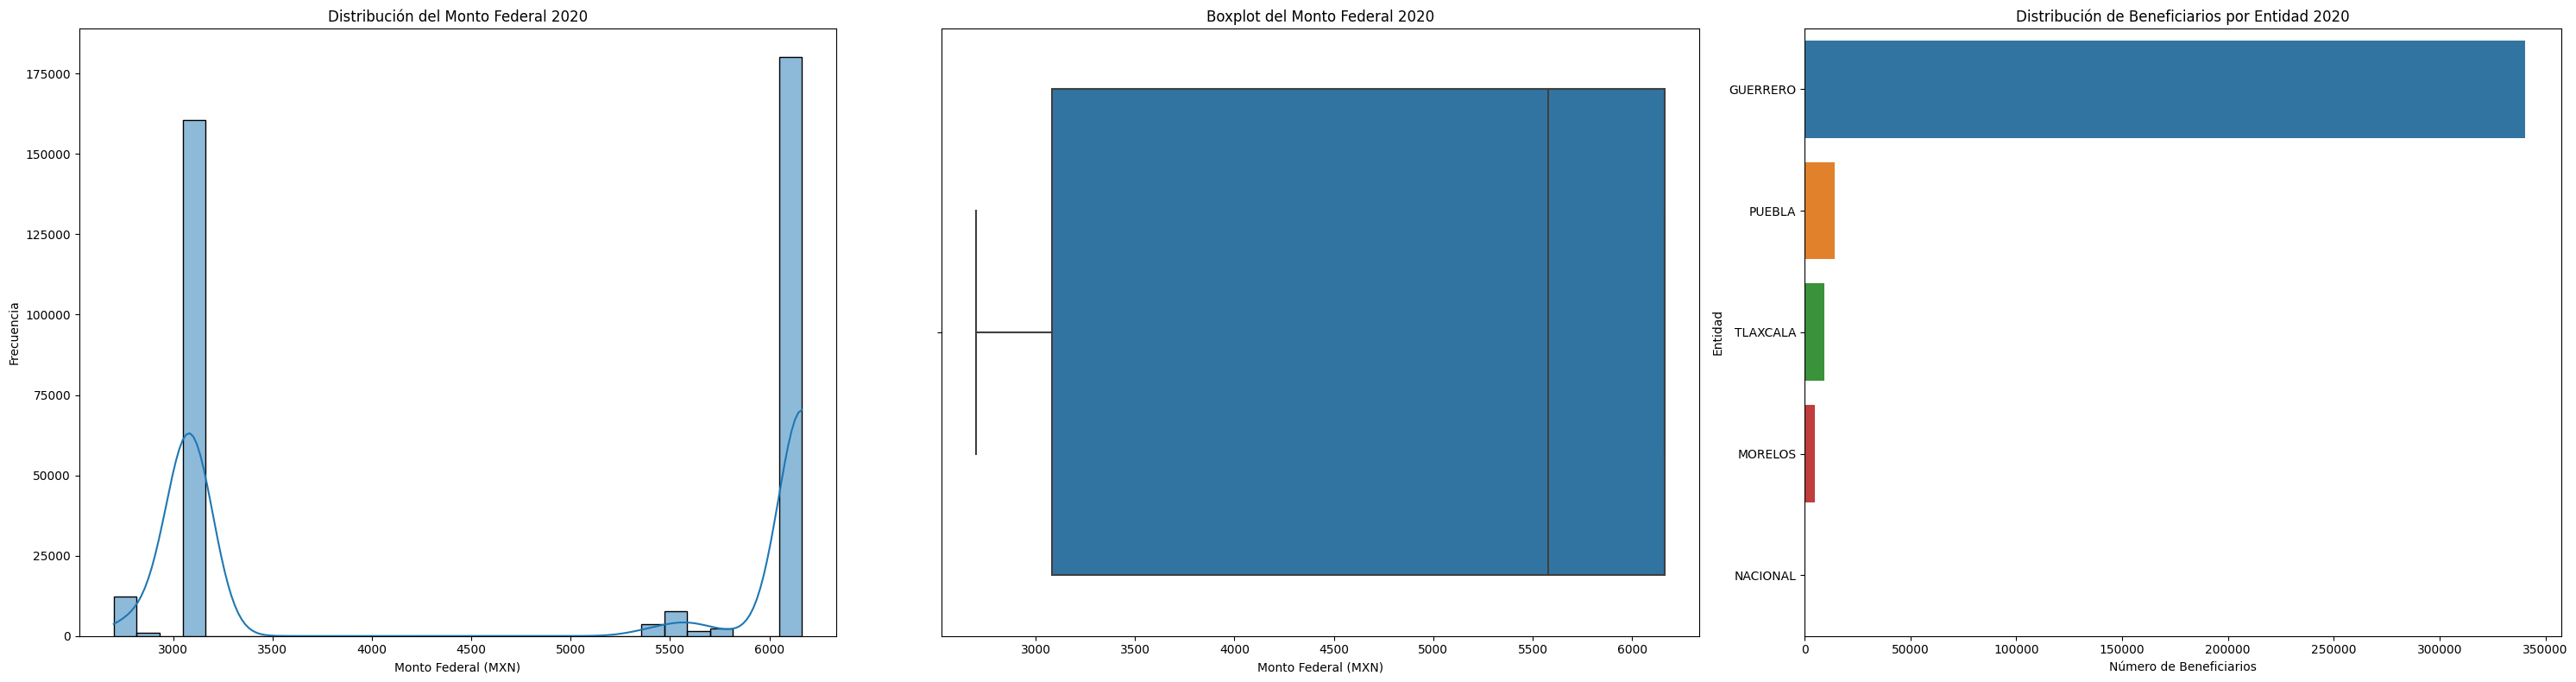 Distribución del Monto Federal 2020
Frecuencia
175000
150000
125000
100000
75000
50000
25000
0
3000 3500 4000 4500 5000 5500 6000
Monto Federal (MXN)
Boxplot del Monto Federal 2020
3000 3500 4000 4500 5000 5500 6000
Monto Federal (MXN)
Distribución de Beneficiarios por Entidad 2020
Entidad
GUERRERO
PUEBLA
TLAXCALA
MORELOS
NACIONAL
0 50000 100000 150000 200000 250000 300000 350000
Número de Beneficiarios